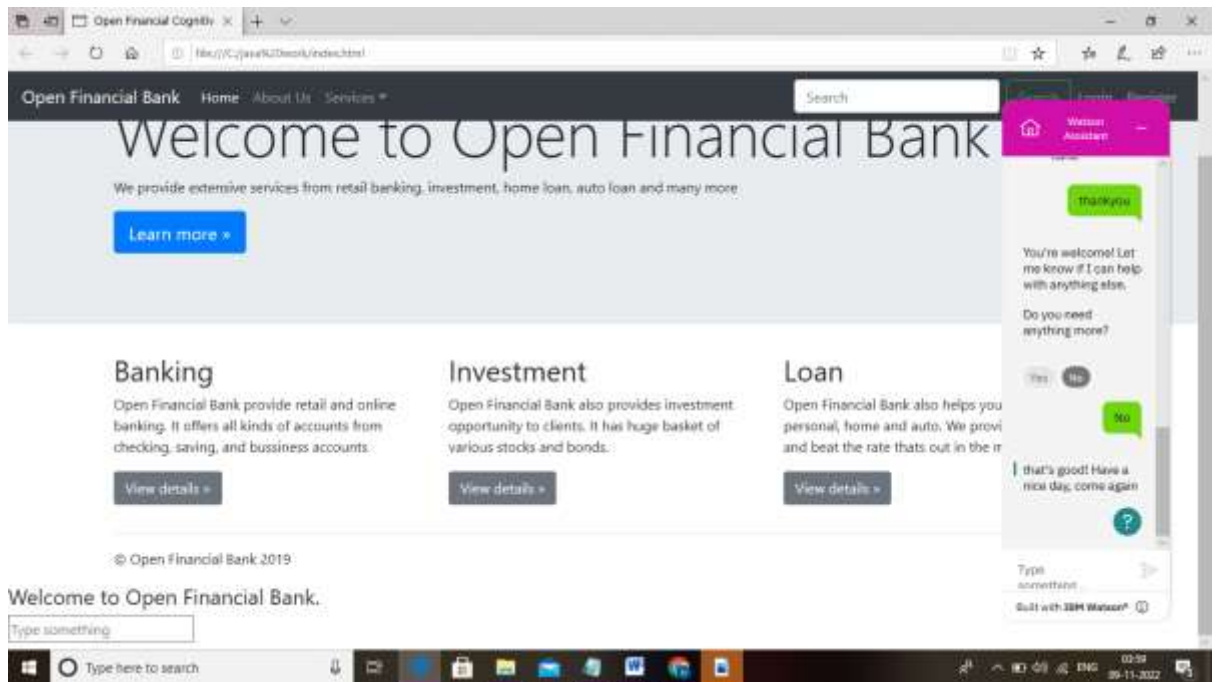 Open Financial Cognitiv
file:///C:/java%20work/index.html
Open Financial Bank Home About Us Services Search Search Login Register
Welcome to Open Financial Bank
We provide extensive services from retail banking, investment, home loan, auto loan and many more
Learn more »
Banking
Open Financial Bank provide retail and online
banking. It offers all kinds of accounts from
checking, saving, and bussiness accounts
View details »
Investment
Open Financial Bank also provides investment
opportunity to clients. It has huge basket of
various stocks and bonds.
View details »
Loan
Open Financial Bank also helps you
personal, home and auto. We provi
and beat the rate thats out in the m
View details »
© Open Financial Bank 2019
Welcome to Open Financial Bank.
Type something
Watson
Assistant
thankyou
You're welcome! Let
me know if I can help
with anything else.
Do you need
anything more?
Yes No
No
that's good! Have a
nice day, come again
?
Type
something...
Built with IBM Watson®
Type here to search
ENG
03:59
09-11-2022